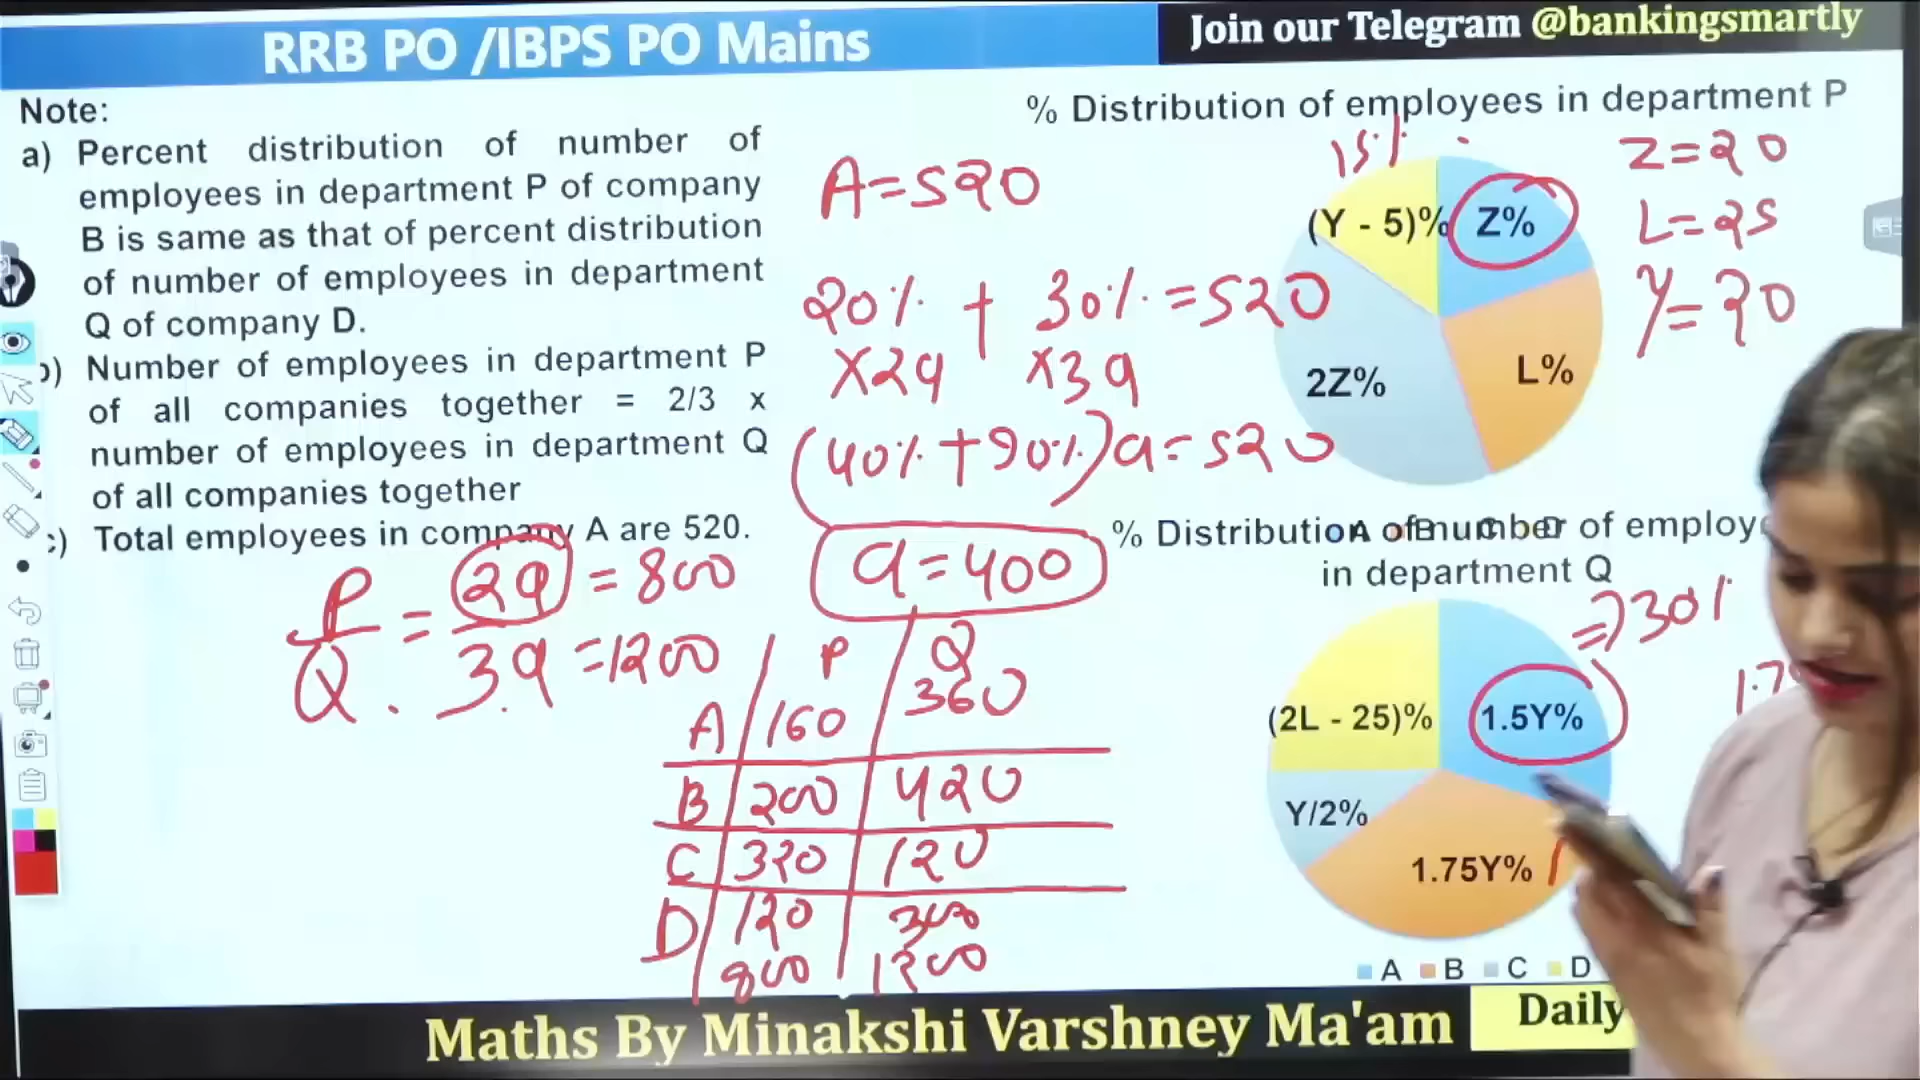 RRB PO /IBPS PO Mains
Join our Telegram @bankingsmartly
Note:
a) Percent distribution of number of
employees in department P of company
B is same as that of percent distribution
of number of employees in department
Q of company D.
b) Number of employees in department P
of all companies together = 2/3 x
number of employees in department Q
of all companies together
c) Total employees in company A are 520.
A=520
20% + 30% = 520
×2a ×3a
(40% + 90%)a = 520
a = 400
P/Q = 2a = 800
3a = 1200
P Q
A 160 360
B 200 420
C 320 120
D 120 300
800 1200
% Distribution of employees in department P
15%
(Y - 5)% Z%
2Z% L%
Z=20
L=25
Y=20
A B C D
% Distribution of number of employe
in department Q
=> 30%
(2L - 25)% 1.5Y%
Y/2%
1.75Y%
A B C D
Maths By Minakshi Varshney Ma'am
Daily